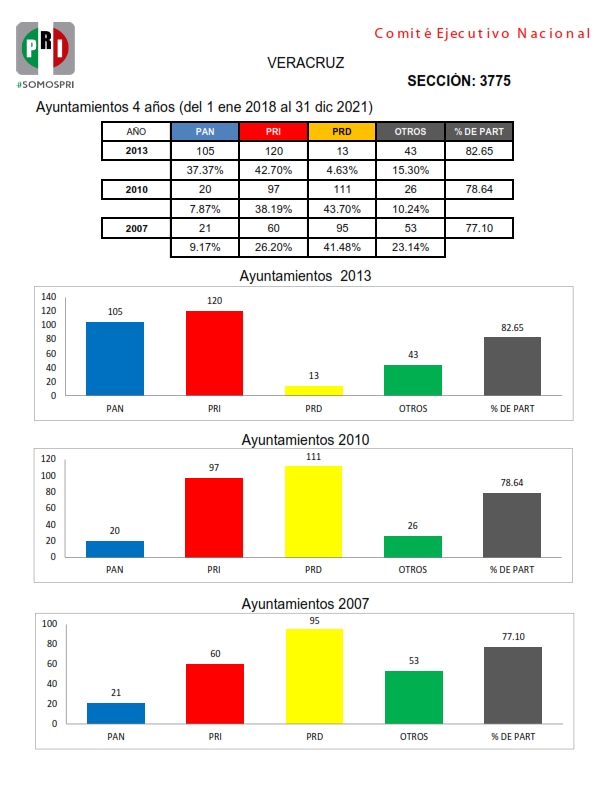 Comité Ejecutivo Nacional
PRI
#SOMOSPRI
VERACRUZ
SECCIÓN: 3775
Ayuntamientos 4 años (del 1 ene 2018 al 31 dic 2021)
AÑO PAN PRI PRD OTROS % DE PART
2013 105 120 13 43 82.65
37.37% 42.70% 4.63% 15.30%
2010 20 97 111 26 78.64
7.87% 38.19% 43.70% 10.24%
2007 21 60 95 53 77.10
9.17% 26.20% 41.48% 23.14%
Ayuntamientos 2013
140
120
100
80
60
40
20
0
105 120 13 43 82.65
PAN PRI PRD OTROS % DE PART
Ayuntamientos 2010
120
100
80
60
40
20
0
20 97 111 26 78.64
PAN PRI PRD OTROS % DE PART
Ayuntamientos 2007
100
80
60
40
20
0
21 60 95 53 77.10
PAN PRI PRD OTROS % DE PART